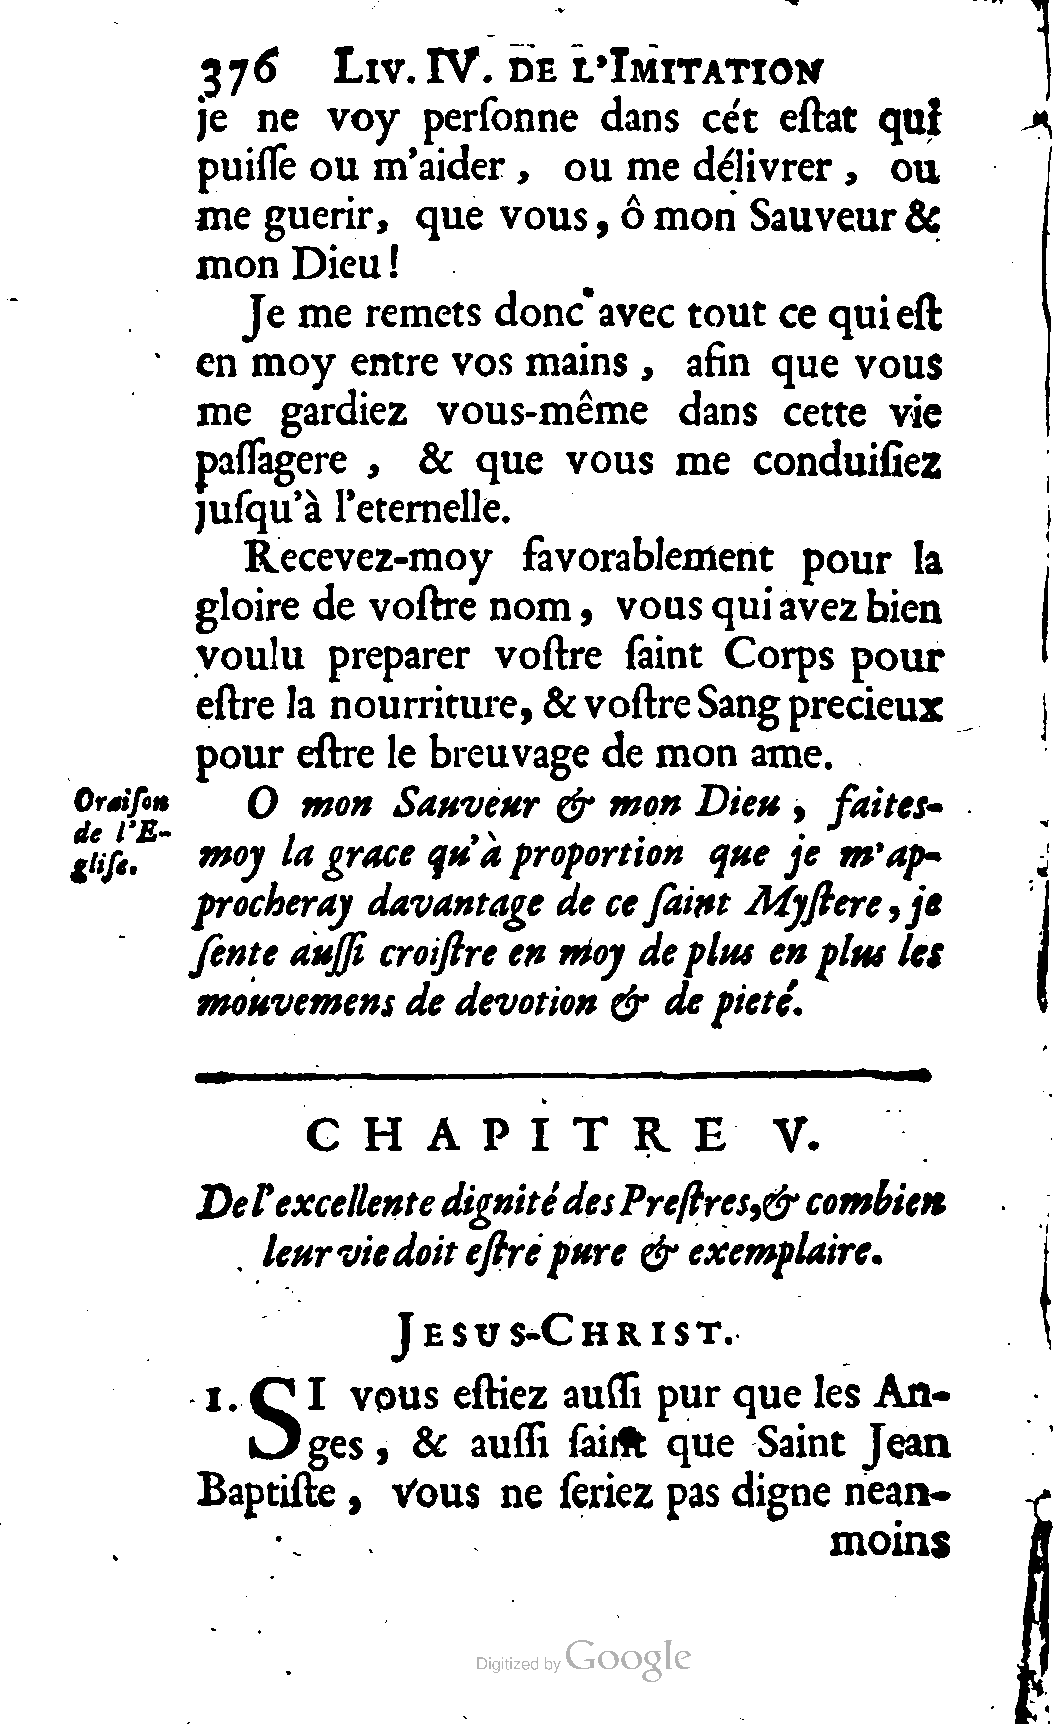 376 LIV. IV. DE L'IMITATION
je ne voy perſonne dans cét eſtat qui
puiſſe ou m'aider, ou me délivrer, ou
me guerir, que vous, ô mon Sauveur &
mon Dieu!
Je me remets donc avec tout ce qui eſt
en moy entre vos mains, afin que vous
me gardiez vous-même dans cette vie
paſſagere, & que vous me conduiſiez
juſqu'à l'eternelle.
Recevez-moy favorablement pour la
gloire de voſtre nom, vous qui avez bien
voulu preparer voſtre ſaint Corps pour
eſtre la nourriture, & voſtre Sang precieux
pour eſtre le breuvage de mon ame.
Oraiſon
de l'E-
gliſe.
O mon Sauveur & mon Dieu, faites-
moy la grace qu'à proportion que je m'ap-
procheray davantage de ce ſaint Myſtere, je
ſente auſſi croiſtre en moy de plus en plus les
mouvemens de devotion & de pieté.
CHAPITRE V.
De l'excellente dignité des Preſtres, & combien
leur vie doit eſtre pure & exemplaire.
JESUS-CHRIST.
1. SI vous eſtiez auſſi pur que les An-
ges, & auſſi ſaint que Saint Jean
Baptiſte, vous ne ſeriez pas digne nean-
moins
Digitized by Google